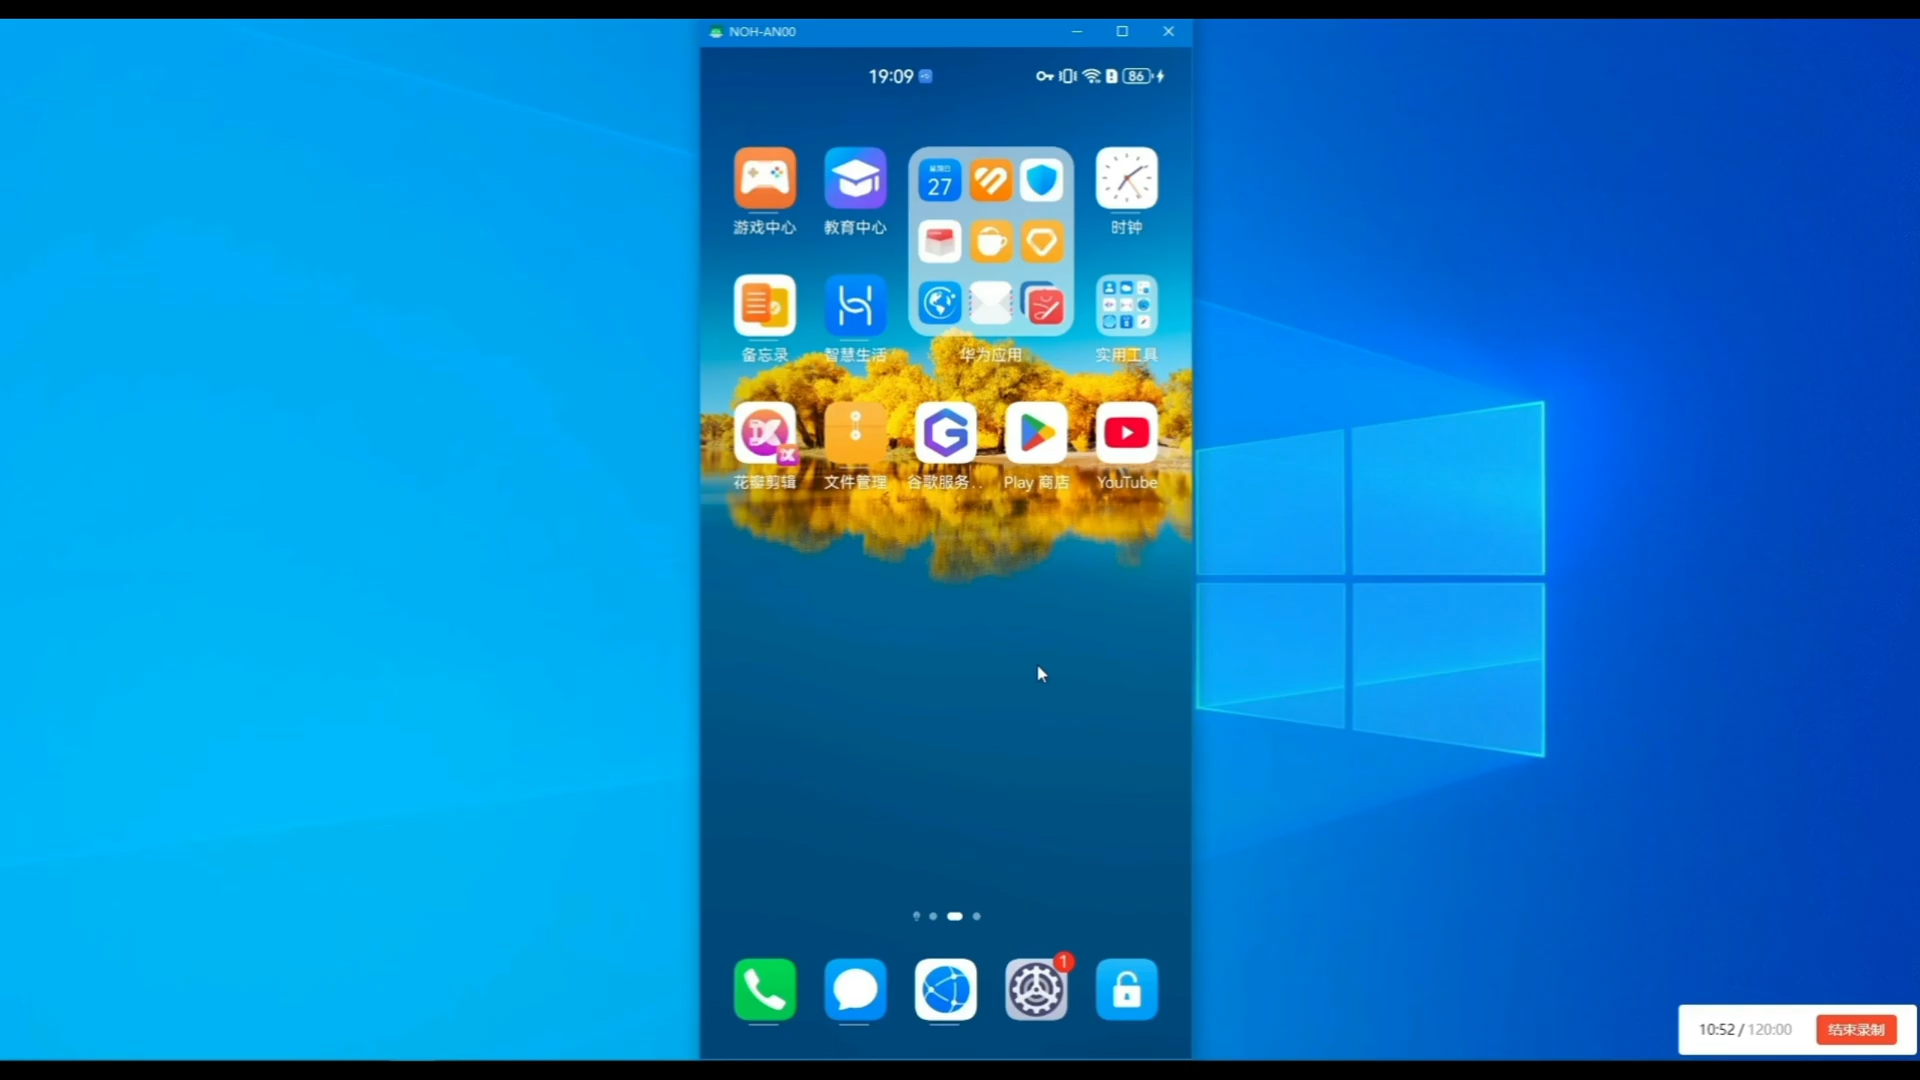 NOH-AN00
19:09
86
游戏中心
教育中心
27
时钟
备忘录
智慧生活
华为应用
实用工具
花瓣剪辑
文件管理
谷歌服务..
Play 商店
YouTube
1
10:52 / 120:00
结束录制